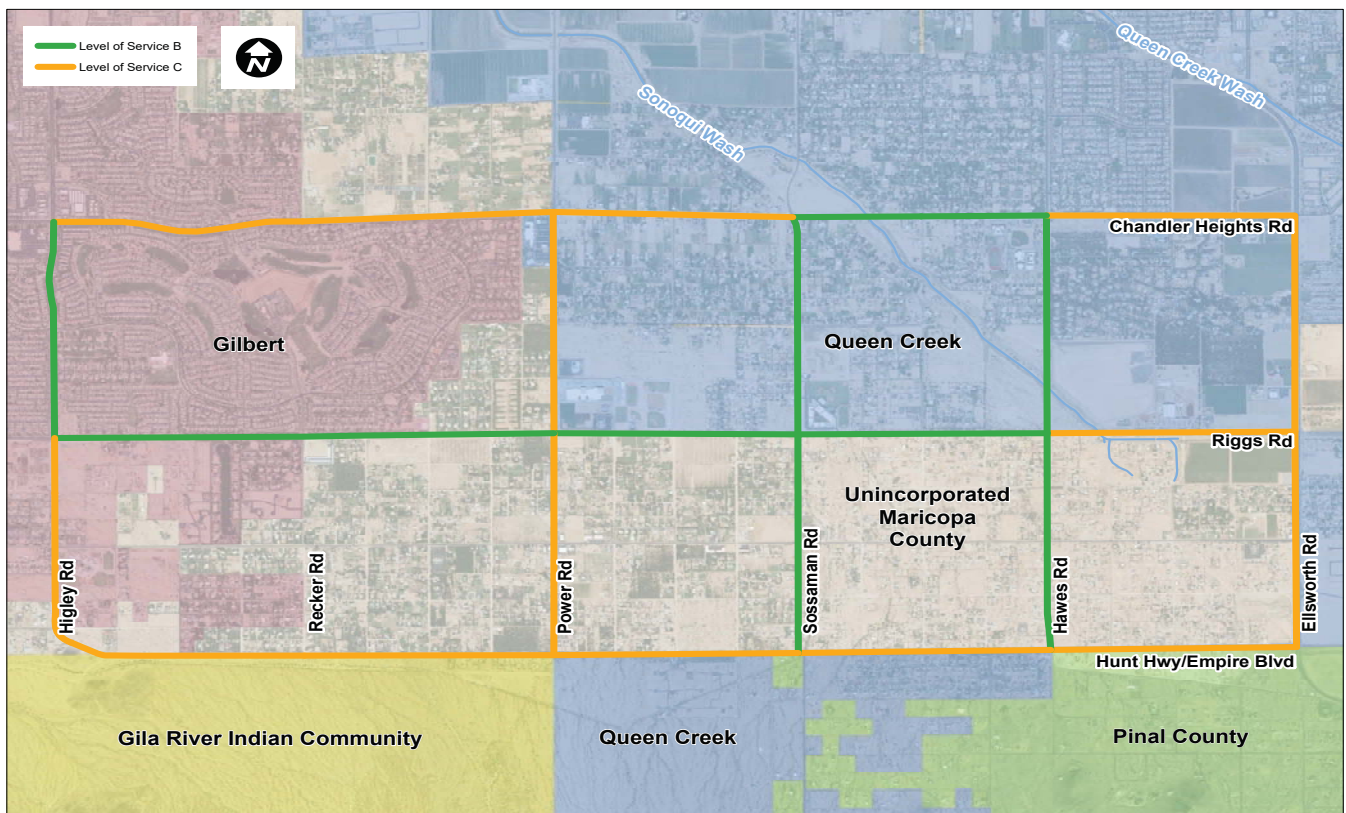 Level of Service B
Level of Service C
N
Queen Creek Wash
Sonoqui Wash
Chandler Heights Rd
Gilbert
Queen Creek
Riggs Rd
Unincorporated
Maricopa
County
Higley Rd
Recker Rd
Power Rd
Sossaman Rd
Hawes Rd
Ellsworth Rd
Hunt Hwy/Empire Blvd
Gila River Indian Community
Queen Creek
Pinal County